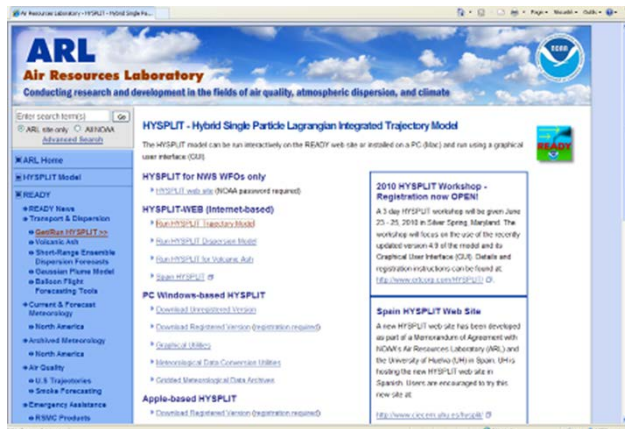 Air Resources Laboratory - HYSPLIT - Hybrid Single Pa...
Page
Outils
ARL
Air Resources Laboratory
Conducting research and development in the fields of air quality, atmospheric dispersion, and climate
NOAA
Enter search term(s) Go
ARL site only All NOAA
Advanced Search
ARL Home
HYSPLIT Model
READY
READY News
Transport & Dispersion
Get/Run HYSPLIT >>
Volcanic Ash
Short-Range Ensemble
Dispersion Forecasts
Gaussian Plume Model
Balloon Flight
Forecasting Tools
Current & Forecast
Meteorology
North America
Archived Meteorology
North America
Air Quality
U.S Trajectories
Smoke Forecasting
Emergency Assistance
RSMC Products
HYSPLIT - Hybrid Single Particle Lagrangian Integrated Trajectory Model
The HYSPLIT model can be run interactively on the READY web site or installed on a PC (Mac) and run using a graphical
user interface (GUI).
READY
HYSPLIT for NWS WFOs only
HYSPLIT web site (NOAA password required)
HYSPLIT-WEB (Internet-based)
Run HYSPLIT Trajectory Model
Run HYSPLIT Dispersion Model
Run HYSPLIT for Volcanic Ash
Spain HYSPLIT
PC Windows-based HYSPLIT
Download Unregistered Version
Download Registered Version (registration required)
Graphical Utilities
Meteorological Data Conversion Utilities
Gridded Meteorological Data Archives
Apple-based HYSPLIT
Download Registered Version (registration required)
2010 HYSPLIT Workshop -
Registration now OPEN!
A 3 day HYSPLIT workshop will be given June
23 - 25, 2010 in Silver Spring, Maryland. The
workshop will focus on the use of the recently
updated version 4.9 of the model and its
Graphical User Interface (GUI). Details and
registration instructions can be found at:
Spain HYSPLIT Web Site
A new HYSPLIT web site has been developed
as part of a Memorandum of Agreement with
NOAA's Air Resources Laboratory (ARL) and
the University of Huelva (UH) in Spain. UH is
hosting the new HYSPLIT web site in
Spanish. Users are encouraged to try this
new site at: